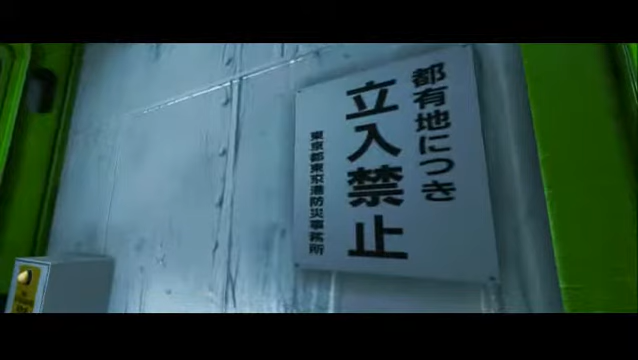 都有地につき
立入禁止
東京都東京港防災事務所